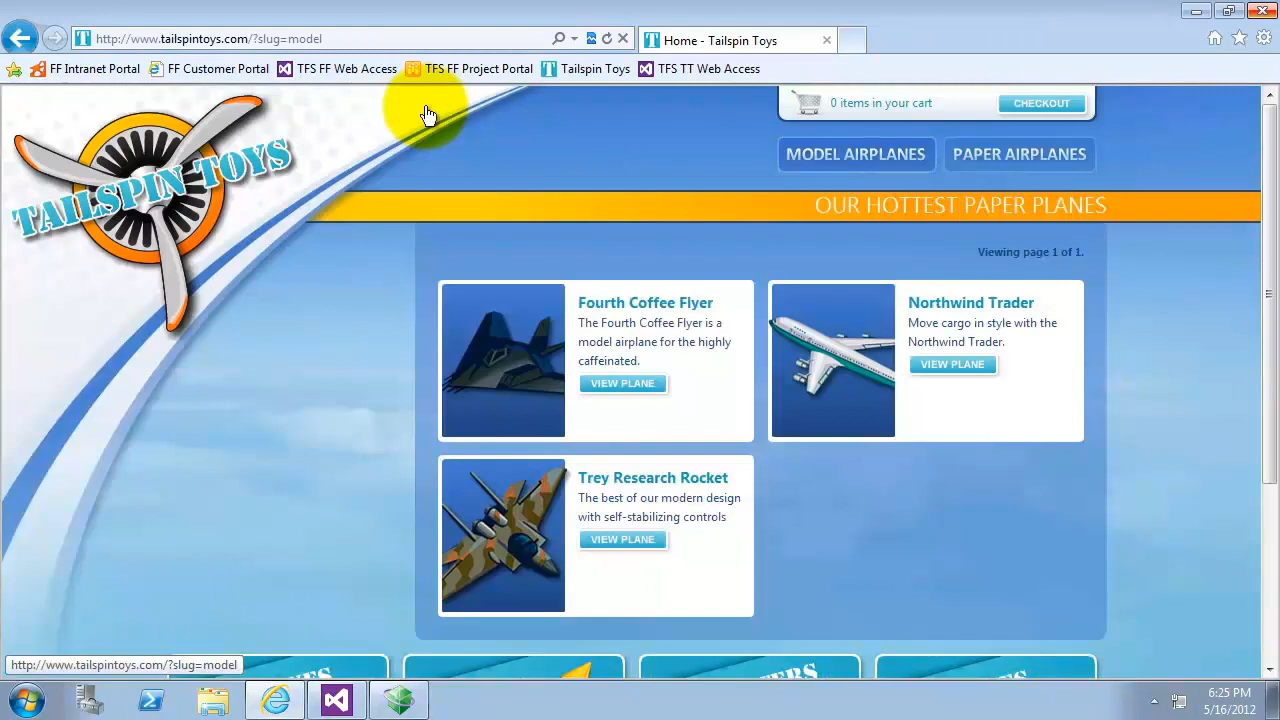 http://www.tailspintoys.com/?slug=model
Home - Tailspin Toys
FF Intranet Portal
FF Customer Portal
TFS FF Web Access
TFS FF Project Portal
Tailspin Toys
TFS TT Web Access
0 items in your cart
CHECKOUT
TAILSPIN TOYS
MODEL AIRPLANES
PAPER AIRPLANES
OUR HOTTEST PAPER PLANES
Viewing page 1 of 1.
Fourth Coffee Flyer
The Fourth Coffee Flyer is a
model airplane for the highly
caffeinated.
VIEW PLANE
Northwind Trader
Move cargo in style with the
Northwind Trader.
VIEW PLANE
Trey Research Rocket
The best of our modern design
with self-stabilizing controls
VIEW PLANE
http://www.tailspintoys.com/?slug=model
6:25 PM
5/16/2012